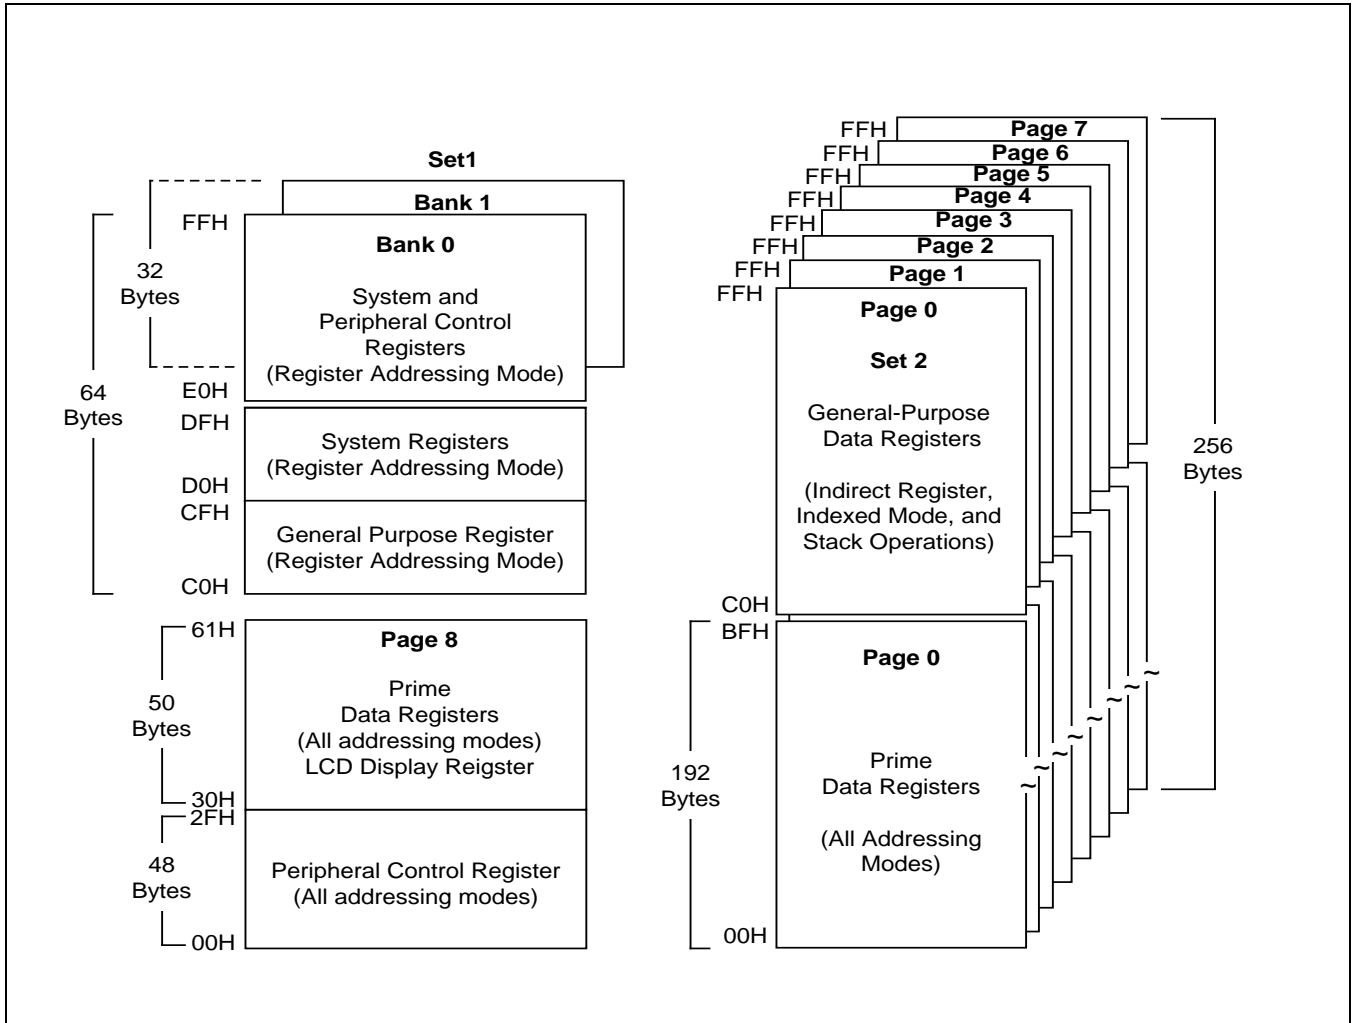 Set1
Bank 1
FFH
Bank 0
32
Bytes
System and
Peripheral Control
Registers
(Register Addressing Mode)
E0H
64
Bytes
DFH
System Registers
(Register Addressing Mode)
D0H
CFH
General Purpose Register
(Register Addressing Mode)
C0H
61H
Page 8
50
Bytes
Prime
Data Registers
(All addressing modes)
LCD Display Reigster
30H
2FH
48
Bytes
Peripheral Control Register
(All addressing modes)
00H
FFH
Page 7
FFH
Page 6
FFH
Page 5
FFH
Page 4
FFH
Page 3
FFH
Page 2
FFH
Page 1
FFH
Page 0
Set 2
General-Purpose
Data Registers
(Indirect Register,
Indexed Mode, and
Stack Operations)
256
Bytes
C0H
BFH
Page 0
192
Bytes
Prime
Data Registers
(All Addressing
Modes)
00H
~
~
~
~
~
~
~
~